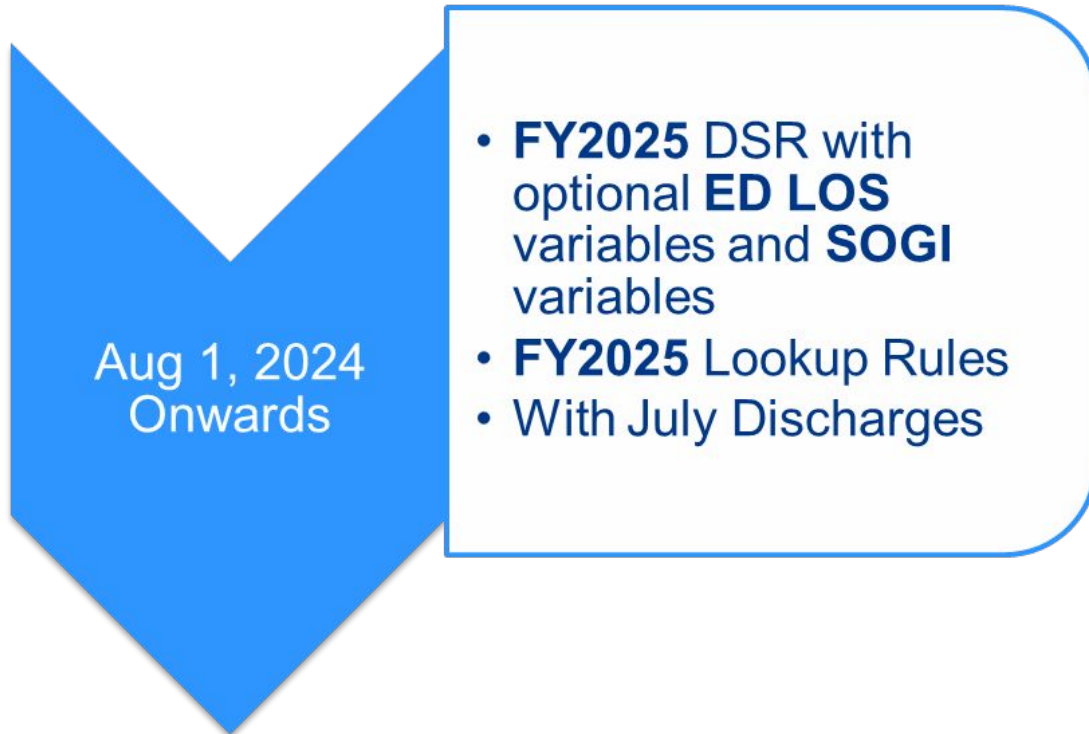 Aug 1, 2024
Onwards
• FY2025 DSR with
optional ED LOS
variables and SOGI
variables
• FY2025 Lookup Rules
• With July Discharges